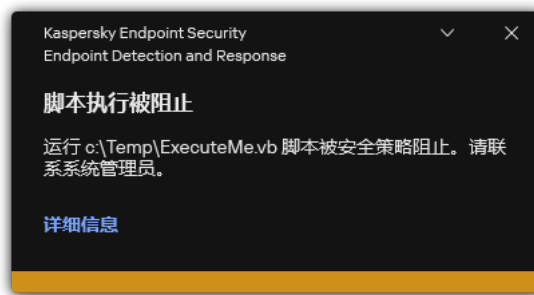 Kaspersky Endpoint Security
Endpoint Detection and Response
脚本执行被阻止
运行 c:\Temp\ExecuteMe.vb 脚本被安全策略阻止。请联
系系统管理员。
详细信息